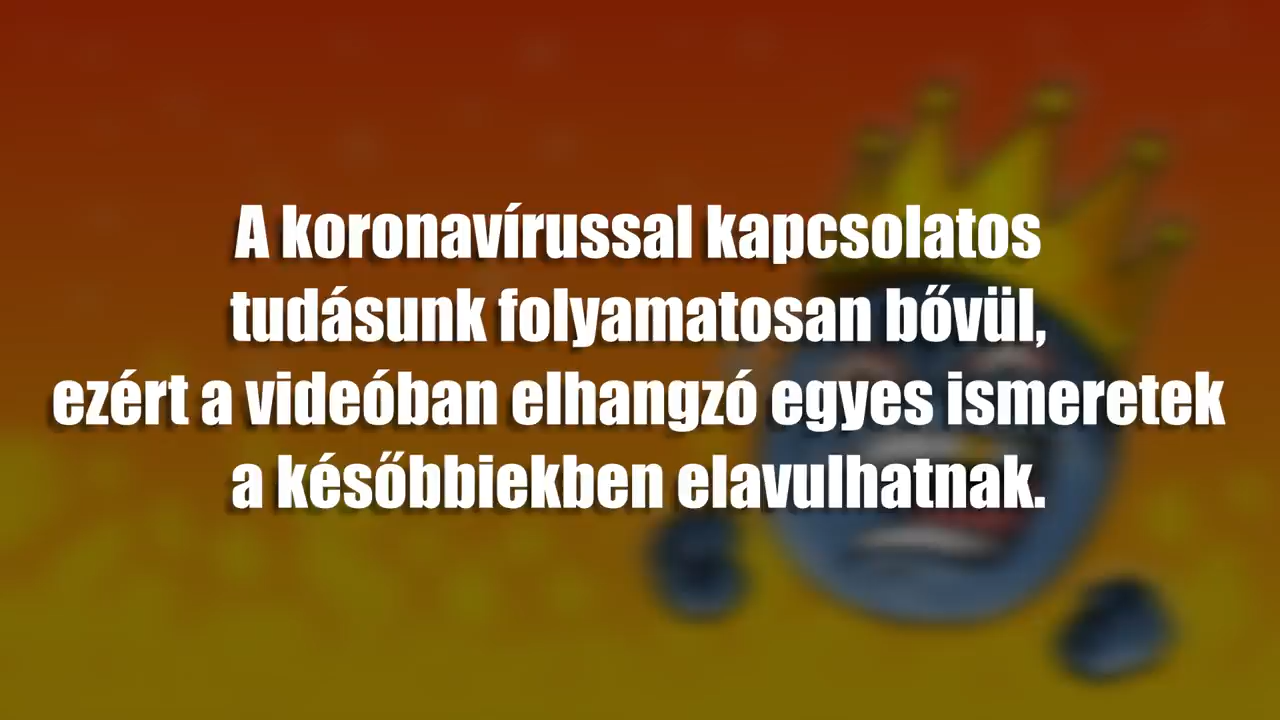 A koronavírussal kapcsolatos
tudásunk folyamatosan bővül,
ezért a videóban elhangzó egyes ismeretek
a későbbiekben elavulhatnak.